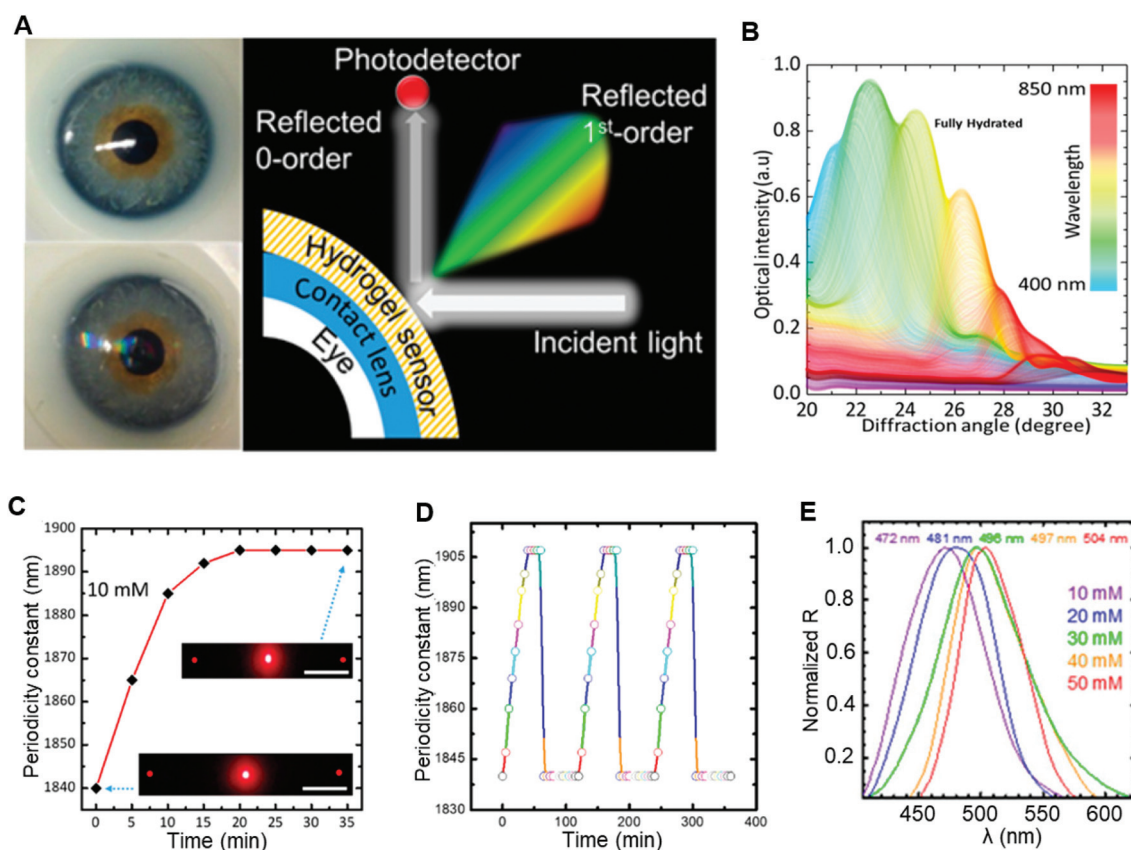 A
Photodetector
Reflected
0-order
Reflected
1st-order
Hydrogel sensor
Contact lens
Eye
Incident light
B
Optical intensity (a.u)
1.0
0.8
0.6
0.4
0.2
0.0
20 22 24 26 28 30 32
Diffraction angle (degree)
Fully Hydrated
850 nm
Wavelength
400 nm
C
Periodicity constant (nm)
1900
1890
1880
1870
1860
1850
1840
10 mM
0 5 10 15 20 25 30 35
Time (min)
D
Periodicity constant (nm)
1905
1890
1875
1860
1845
1830
0 100 200 300 400
Time (min)
E
Normalized R
1.0
0.8
0.6
0.4
0.2
472 nm 481 nm 496 nm 497 nm 504 nm
10 mM
20 mM
30 mM
40 mM
50 mM
450 500 550 600
λ (nm)